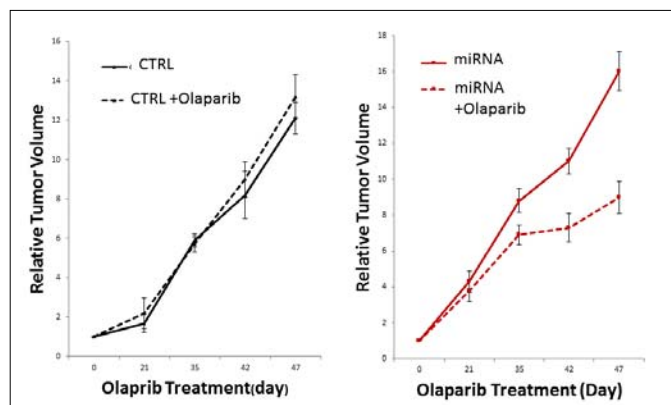 16
14
12
10
8
6
4
2
0
Relative Tumor Volume
CTRL
CTRL +Olaparib
0 21 35 42 47
Olaprib Treatment(day)
18
16
14
12
10
8
6
4
2
0
Relative Tumor Volume
miRNA
miRNA
+Olaparib
0 21 35 42 47
Olaparib Treatment (Day)